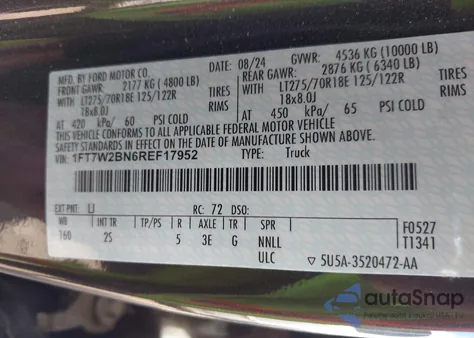 MFD. BY FORD MOTOR CO. 08/24 GVWR: 4536 KG (10000 LB)
FRONT GAWR: 2177 KG ( 4800 LB) REAR GAWR: 2876 KG ( 6340 LB)
WITH LT275/70R18E 125/122R TIRES WITH LT275/70R18E 125/122R TIRES
18x8.0J RIMS 18x8.0J RIMS
AT 420 kPa/ 60 PSI COLD AT 450 kPa/ 65 PSI COLD
THIS VEHICLE CONFORMS TO ALL APPLICABLE FEDERAL MOTOR VEHICLE
SAFETY STANDARDS IN EFFECT ON THE DATE OF MANUFACTURE SHOWN ABOVE.
VIN: 1FT7W2BN6REF17952 TYPE: Truck
EXT PNT: RC: 72 DSO:
WB INT TR TP/PS R AXLE TR SPR F0527
160 2S 5 3E G NNLL T1341
ULC ▽ 5U5A-3520472-AA
autoSnap